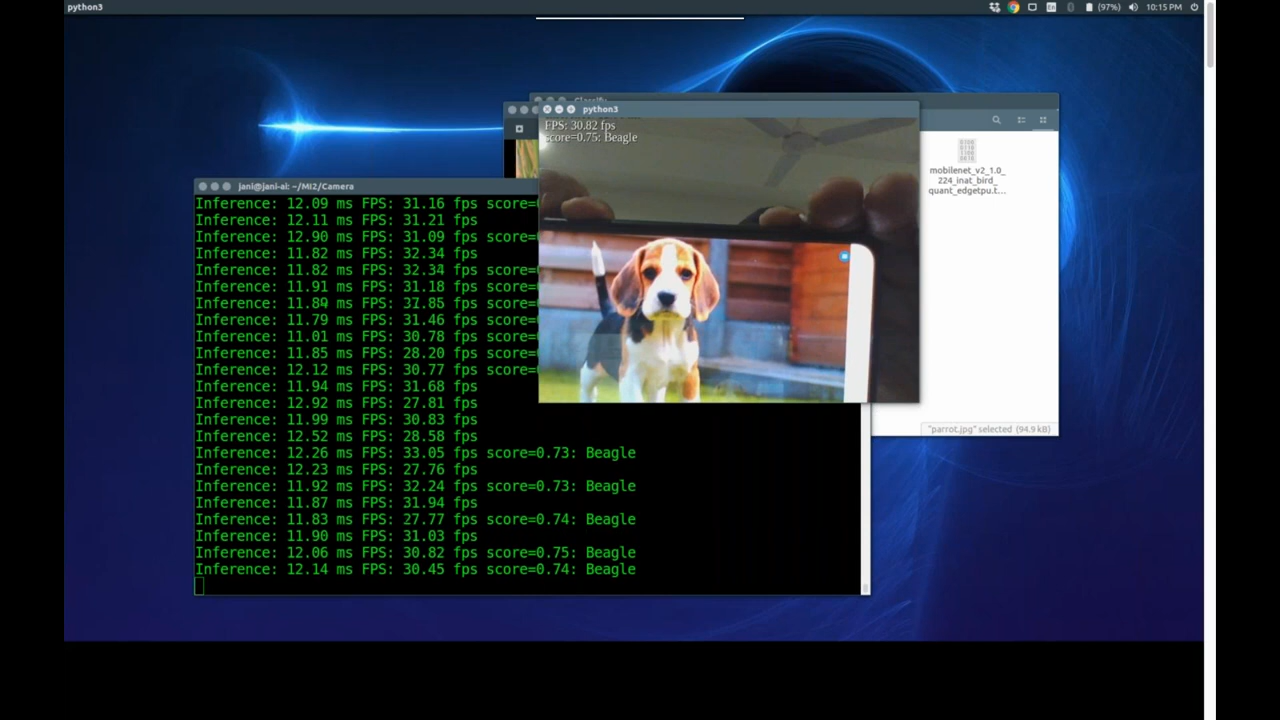 python3
(97%)
10:15 PM
Classify
python3
FPS: 30.82 fps
score=0.75: Beagle
mobilenet_v2_1.0_
224_inat_bird_
quant_edgetpu.t...
"parrot.jpg" selected (94.9 kB)
jani@jani-ai: ~/MI2/Camera
Inference: 12.09 ms FPS: 31.16 fps score=
Inference: 12.11 ms FPS: 31.21 fps
Inference: 12.90 ms FPS: 31.09 fps score=
Inference: 11.82 ms FPS: 32.34 fps
Inference: 11.82 ms FPS: 32.34 fps score=
Inference: 11.91 ms FPS: 31.18 fps score=
Inference: 11.84 ms FPS: 37.85 fps score=
Inference: 11.79 ms FPS: 31.46 fps score=
Inference: 11.01 ms FPS: 30.78 fps score=
Inference: 11.85 ms FPS: 28.20 fps score=
Inference: 12.12 ms FPS: 30.77 fps score=
Inference: 11.94 ms FPS: 31.68 fps
Inference: 12.92 ms FPS: 27.81 fps
Inference: 11.99 ms FPS: 30.83 fps
Inference: 12.52 ms FPS: 28.58 fps
Inference: 12.26 ms FPS: 33.05 fps score=0.73: Beagle
Inference: 12.23 ms FPS: 27.76 fps
Inference: 11.92 ms FPS: 32.24 fps score=0.73: Beagle
Inference: 11.87 ms FPS: 31.94 fps
Inference: 11.83 ms FPS: 27.77 fps score=0.74: Beagle
Inference: 11.90 ms FPS: 31.03 fps
Inference: 12.06 ms FPS: 30.82 fps score=0.75: Beagle
Inference: 12.14 ms FPS: 30.45 fps score=0.74: Beagle